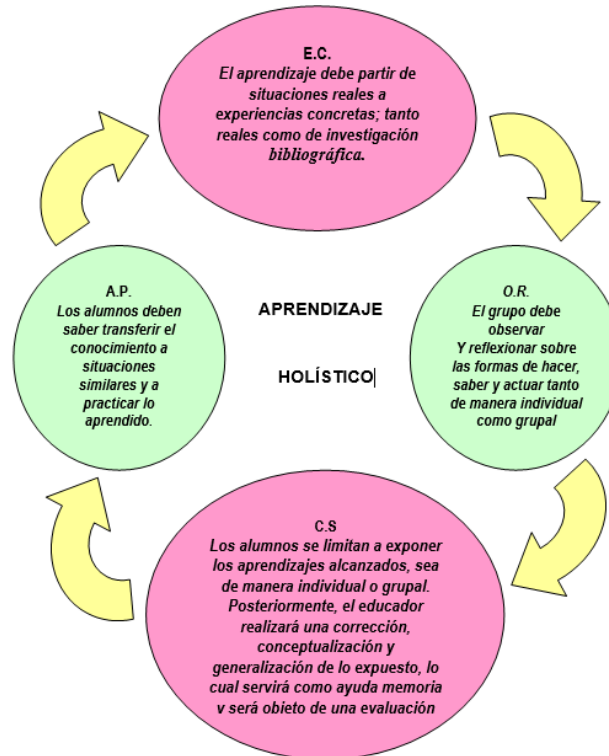 E.C.
El aprendizaje debe partir de
situaciones reales a
experiencias concretas; tanto
reales como de investigación
bibliográfica.
O.R.
El grupo debe
observar
Y reflexionar sobre
las formas de hacer,
saber y actuar tanto
de manera individual
como grupal
C.S
Los alumnos se limitan a exponer
los aprendizajes alcanzados, sea
de manera individual o grupal.
Posteriormente, el educador
realizará una corrección,
conceptualización y
generalización de lo expuesto, lo
cual servirá como ayuda memoria
y será objeto de una evaluación
A.P.
Los alumnos deben
saber transferir el
conocimiento a
situaciones
similares y a
practicar lo
aprendido.
APRENDIZAJE
HOLÍSTICO